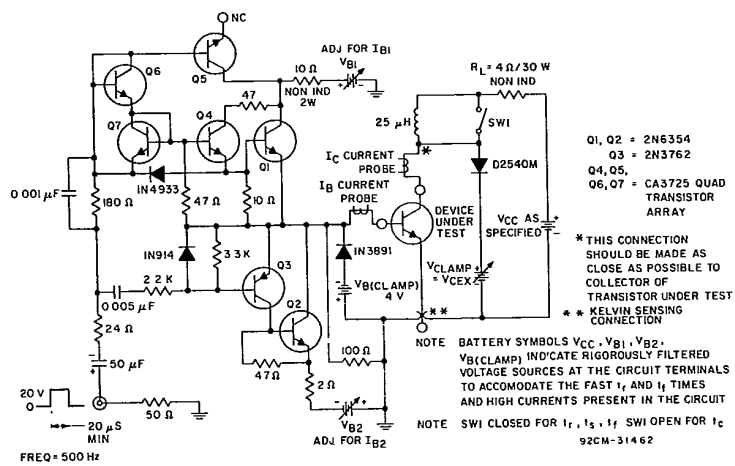 NC
Q6
Q5
10 Ω
NON IND
2W
ADJ FOR IB1
VB1
+ -
RL = 4 Ω/30 W
NON IND
47
Q7
Q4
Q1
25 μH
SW1
IC CURRENT
PROBE
*
D2540M
Q1, Q2 = 2N6354
Q3 = 2N3762
Q4, Q5,
Q6, Q7 = CA3725 QUAD
TRANSISTOR
ARRAY
0 001 μF
180 Ω
IN4933
47 Ω
10 Ω
IB CURRENT
PROBE
DEVICE
UNDER
TEST
VCC AS
SPECIFIED
+
-
* THIS CONNECTION
SHOULD BE MADE AS
CLOSE AS POSSIBLE TO
COLLECTOR OF
TRANSISTOR UNDER TEST
* * KELVIN SENSING
CONNECTION
IN914
3 3 K
Q3
IN3891
VCLAMP
= VCEX
+
-
2 2 K
0 005 μF
Q2
VB(CLAMP)
4 V
-
+
* *
24 Ω
-
50 μF
+
47 Ω
2 Ω
100 Ω
NOTE BATTERY SYMBOLS VCC, VB1, VB2,
VB(CLAMP) IND'CATE RIGOROUSLY FILTERED
VOLTAGE SOURCES AT THE CIRCUIT TERMINALS
TO ACCOMODATE THE FAST tr AND tf TIMES
AND HIGH CURRENTS PRESENT IN THE CIRCUIT
20 V
0
20 μS
MIN
50 Ω
- +
VB2
ADJ FOR IB2
NOTE SW1 CLOSED FOR tr, ts, tf SW1 OPEN FOR tc
92CM-31462
FREQ = 500 Hz